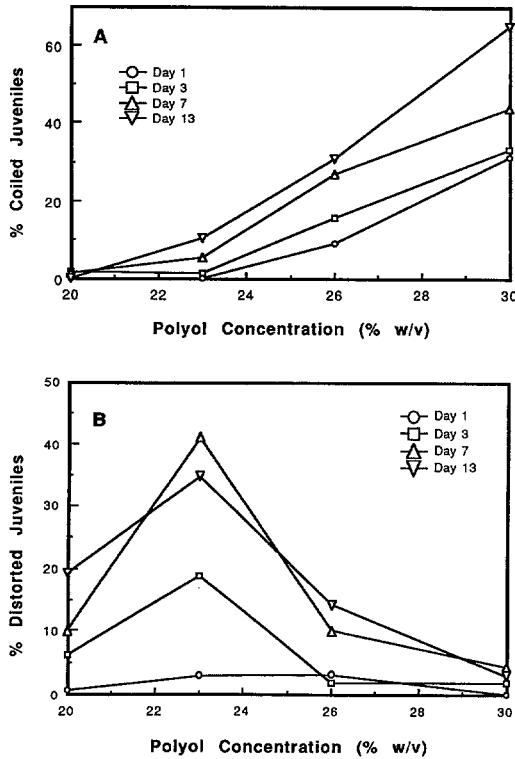 A
Day 1
Day 3
Day 7
Day 13
% Coiled Juveniles
60
40
20
0
20 22 24 26 28 30
Polyol Concentration (% w/v)
B
Day 1
Day 3
Day 7
Day 13
% Distorted Juveniles
50
40
30
20
10
0
20 22 24 26 28 30
Polyol Concentration (% w/v)